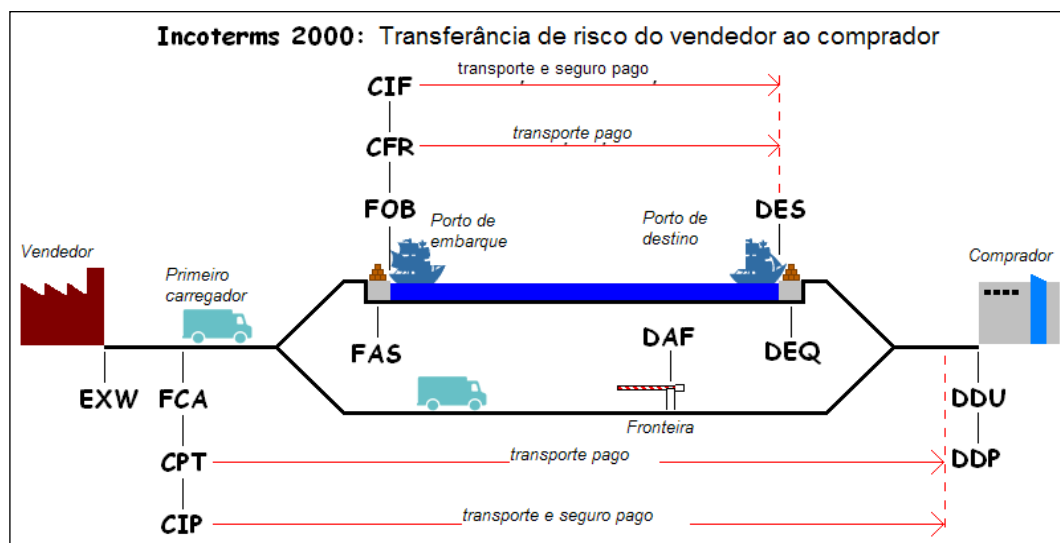 Incoterms 2000: Transferância de risco do vendedor ao comprador
CIF
transporte e seguro pago
CFR
transporte pago
FOB
DES
Porto de
embarque
Porto de
destino
Vendedor
Comprador
Primeiro
carregador
FAS
DAF
DEQ
EXW
FCA
Fronteira
DDU
CPT
transporte pago
DDP
CIP
transporte e seguro pago